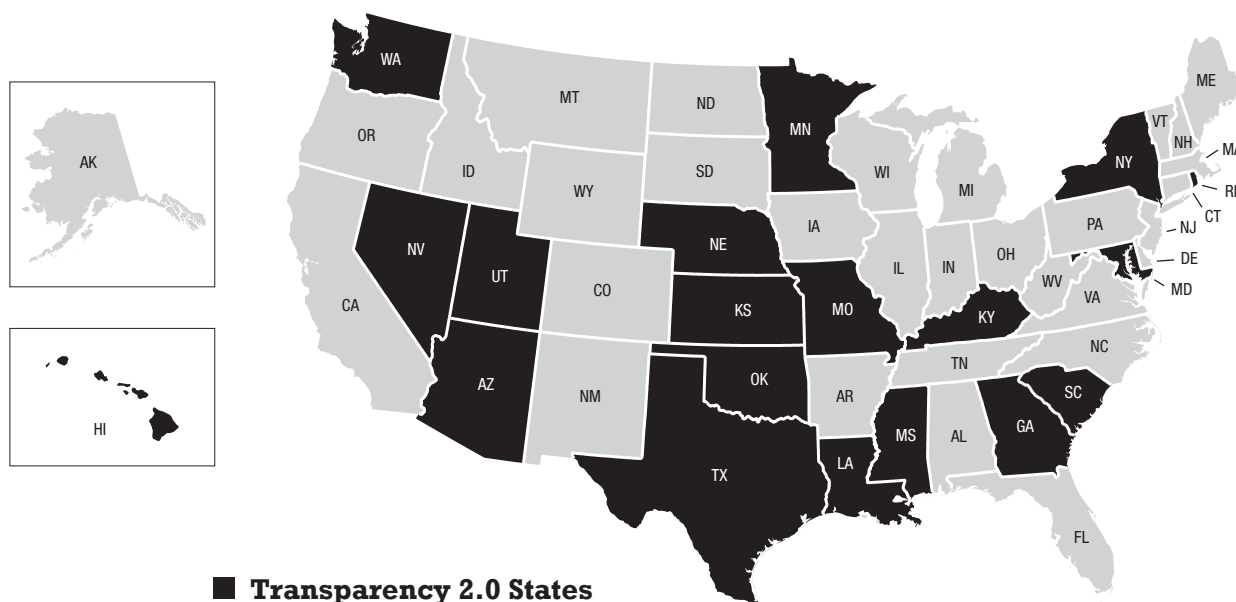 WA
MT
ND
MN
ME
VT
NH
MA
OR
ID
WY
SD
WI
MI
NY
RI
CT
AK
NV
UT
CO
NE
IA
IL
IN
OH
PA
NJ
DE
MD
WV
VA
CA
KS
MO
KY
NC
TN
AZ
NM
OK
AR
SC
HI
TX
LA
MS
AL
GA
FL
Transparency 2.0 States